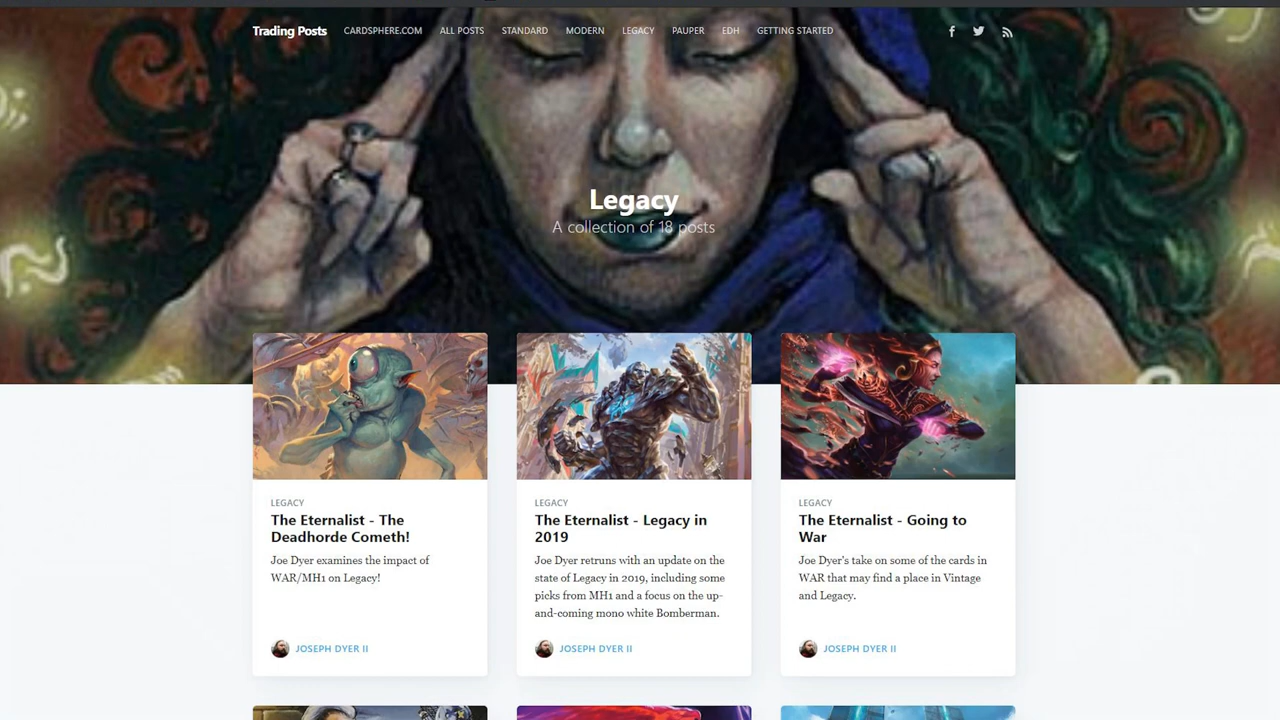 Trading Posts CARDSPHERE.COM ALL POSTS STANDARD MODERN LEGACY PAUPER EDH GETTING STARTED
Legacy
A collection of 18 posts
LEGACY
The Eternalist - The
Deadhorde Cometh!
Joe Dyer examines the impact of
WAR/MH1 on Legacy!
JOSEPH DYER II
LEGACY
The Eternalist - Legacy in
2019
Joe Dyer retruns with an update on the
state of Legacy in 2019, including some
picks from MH1 and a focus on the up-
and-coming mono white Bomberman.
JOSEPH DYER II
LEGACY
The Eternalist - Going to
War
Joe Dyer's take on some of the cards in
WAR that may find a place in Vintage
and Legacy.
JOSEPH DYER II